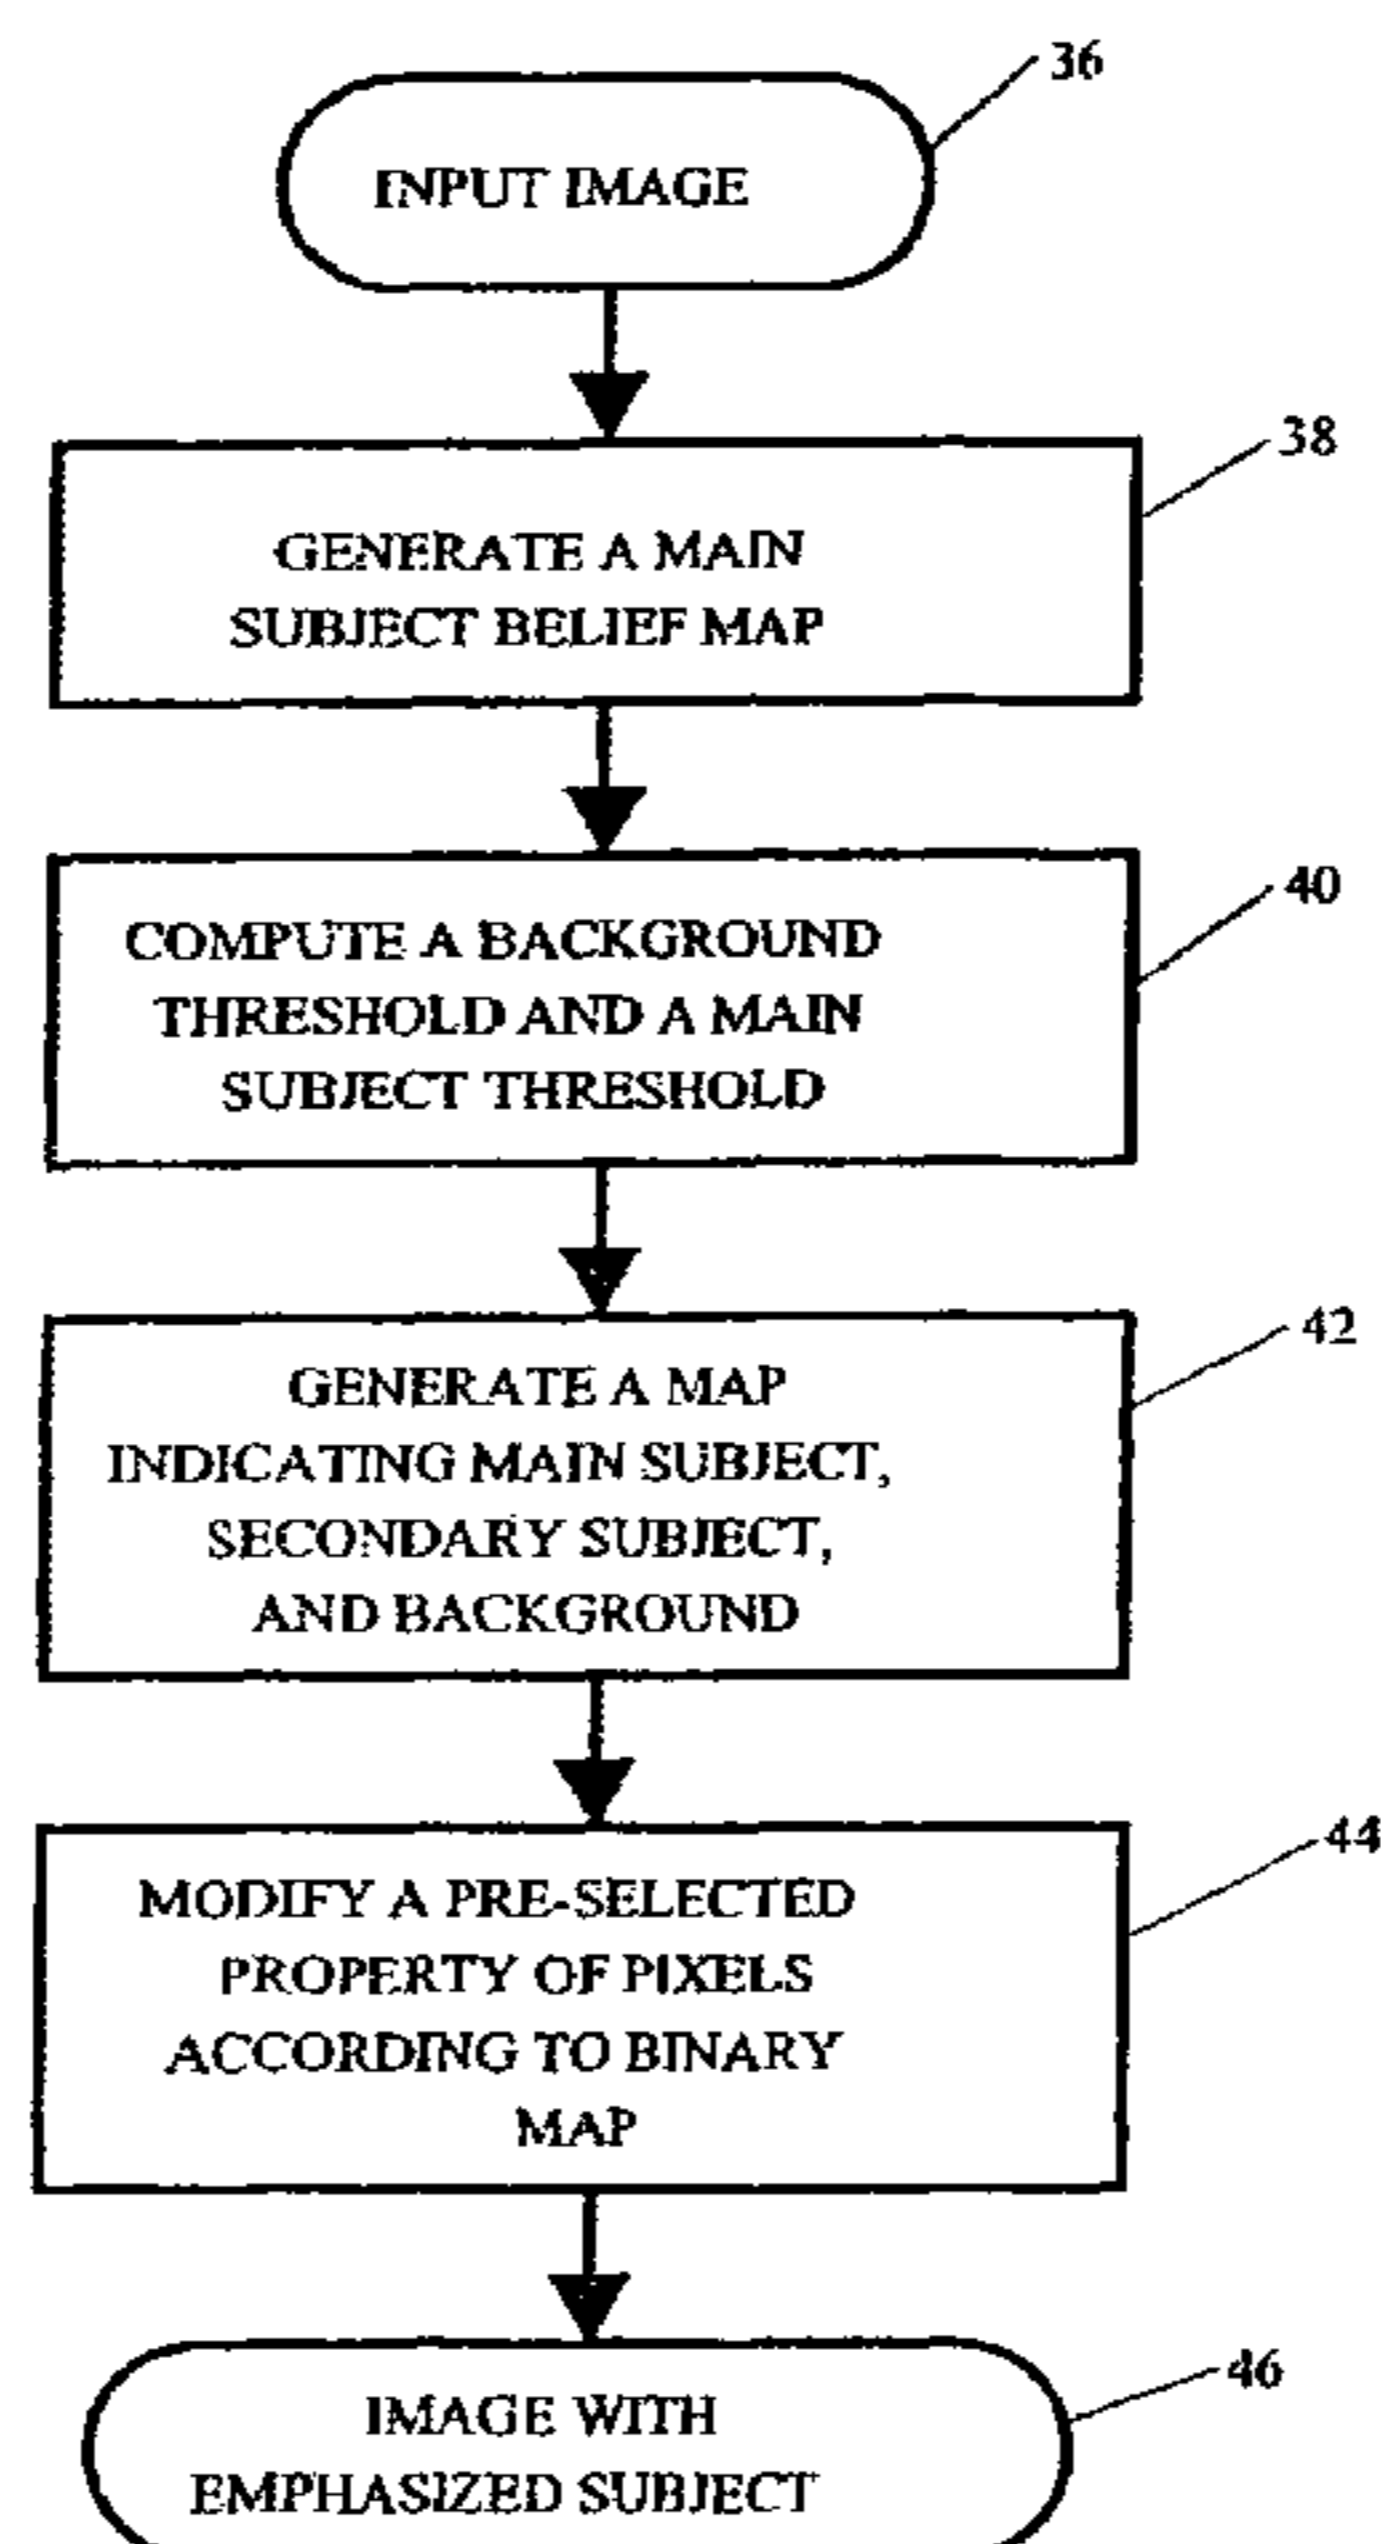 36
INPUT IMAGE
38
GENERATE A MAIN
SUBJECT BELIEF MAP
40
COMPUTE A BACKGROUND
THRESHOLD AND A MAIN
SUBJECT THRESHOLD
42
GENERATE A MAP
INDICATING MAIN SUBJECT,
SECONDARY SUBJECT,
AND BACKGROUND
44
MODIFY A PRE-SELECTED
PROPERTY OF PIXELS
ACCORDING TO BINARY
MAP
46
IMAGE WITH
EMPHASIZED SUBJECT